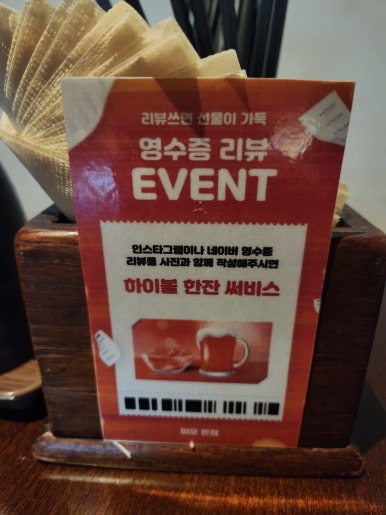 리뷰쓰면 선물이 가득
영수증 리뷰
EVENT
인스타그램이나 네이버 영수증
리뷰를 사진과 함께 작성해주시면
하이볼 한잔 써비스